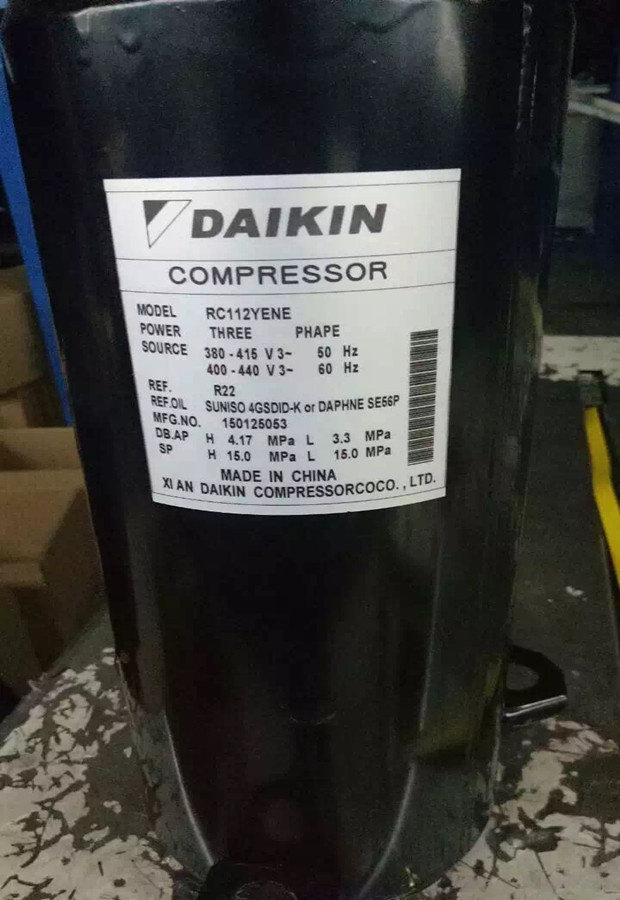 DAIKIN
COMPRESSOR
MODEL RC112YENE
POWER THREE PHAPE
SOURCE 380 - 415 V 3~ 50 Hz
400 - 440 V 3~ 60 Hz
REF. R22
REF.OIL SUNISO 4GSDID-K or DAPHNE SE56P
MFG.NO. 150125053
DB.AP H 4.17 MPa L 3.3 MPa
SP H 15.0 MPa L 15.0 MPa
MADE IN CHINA
XI AN DAIKIN COMPRESSORCOCO. , LTD.